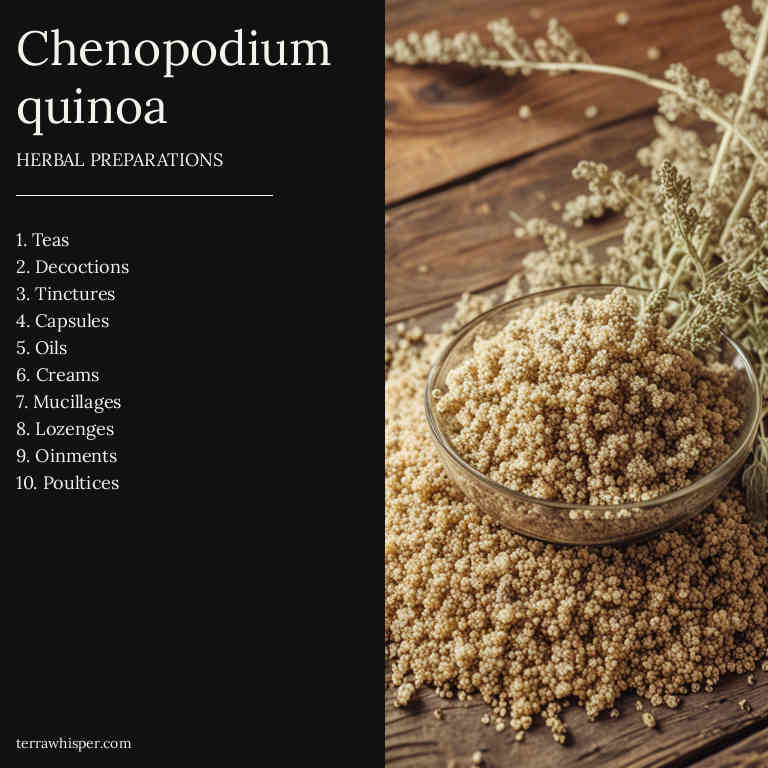 Chenopodium
quinoa
HERBAL PREPARATIONS
1. Teas
2. Decoctions
3. Tinctures
4. Capsules
5. Oils
6. Creams
7. Mucillages
8. Lozenges
9. Oinments
10. Poultices
terrawhisper.com